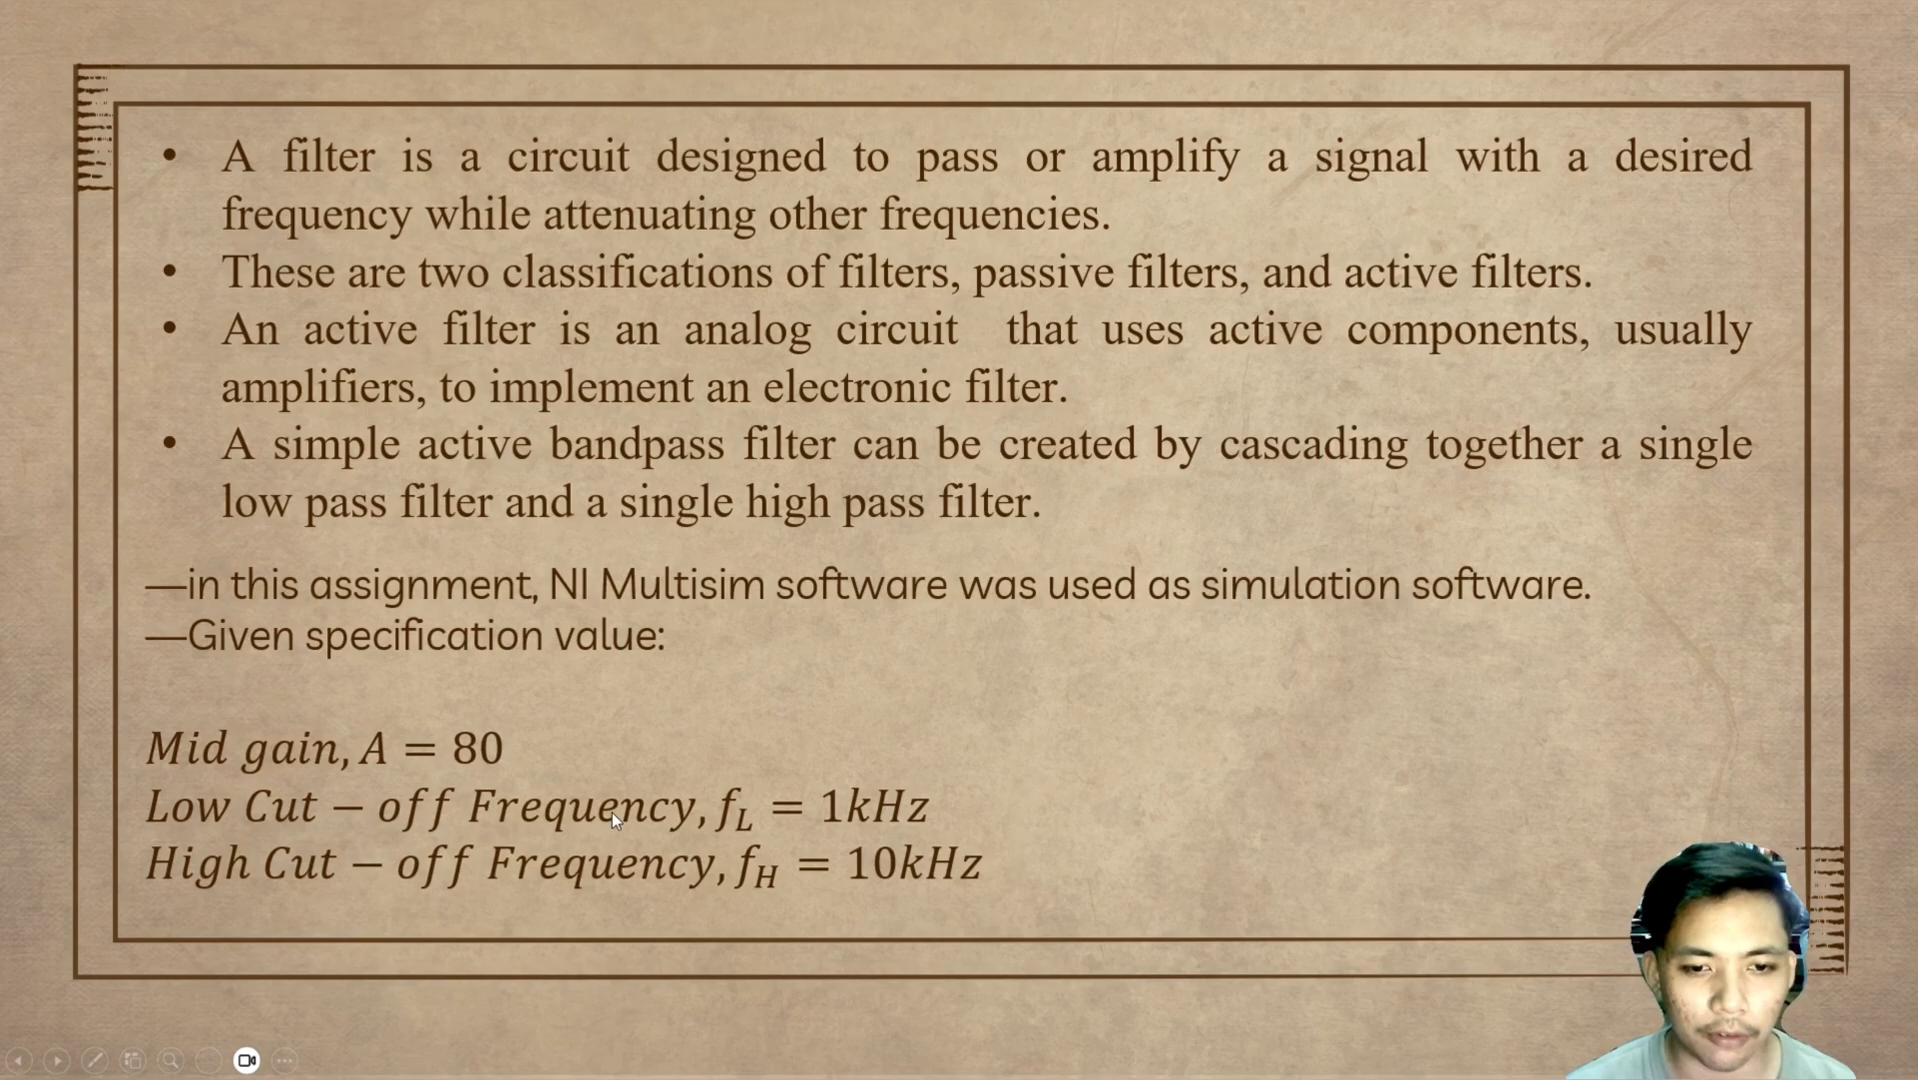 • A filter is a circuit designed to pass or amplify a signal with a desired
frequency while attenuating other frequencies.
• These are two classifications of filters, passive filters, and active filters.
• An active filter is an analog circuit that uses active components, usually
amplifiers, to implement an electronic filter.
• A simple active bandpass filter can be created by cascading together a single
low pass filter and a single high pass filter.
—in this assignment, NI Multisim software was used as simulation software.
—Given specification value:
Mid gain, A = 80
Low Cut − off Frequency, f_L = 1kHz
High Cut − off Frequency, f_H = 10kHz